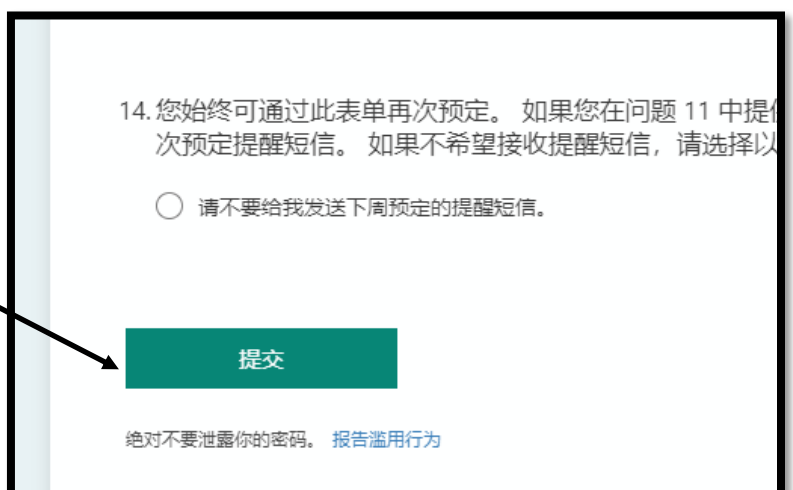 14. 您始终可通过此表单再次预定。 如果您在问题 11 中提
次预定提醒短信。 如果不希望接收提醒短信，请选择以
请不要给我发送下周预定的提醒短信。
提交
绝对不要泄露你的密码。 报告滥用行为